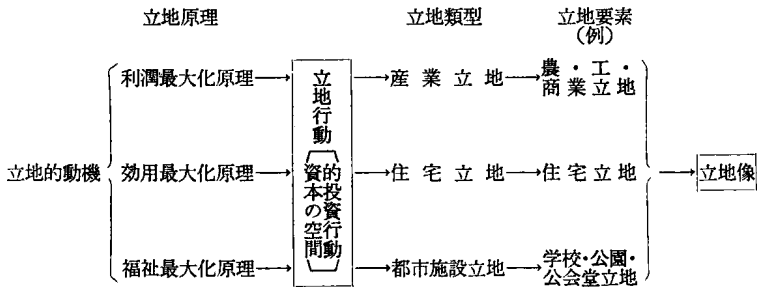 立地原理
立地類型
立地要素
（例）
立地的動機
利潤最大化原理
効用最大化原理
福祉最大化原理
立地行動
資本の空間
的投資行動
産業立地
住宅立地
都市施設立地
農・工・
商業立地
住宅立地
学校・公園・
公会堂立地
立地像